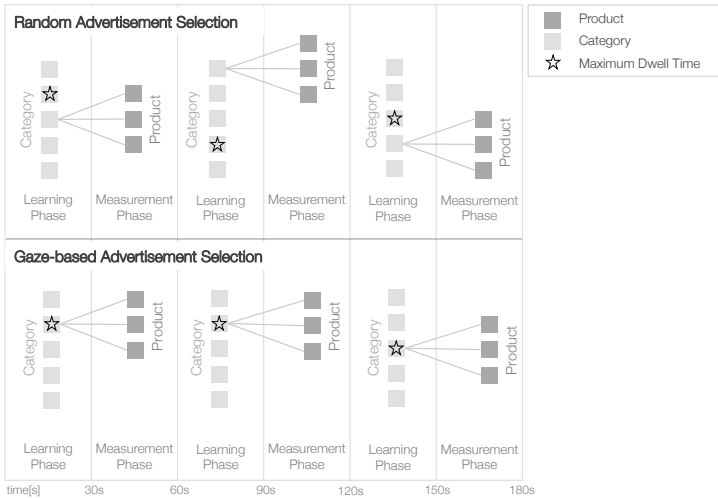 Random Advertisement Selection
Category
Product
Category
Product
Category
Product
Learning
Phase
Measurement
Phase
Learning
Phase
Measurement
Phase
Learning
Phase
Measurement
Phase
Gaze-based Advertisement Selection
Category
Product
Category
Product
Category
Product
Learning
Phase
Measurement
Phase
Learning
Phase
Measurement
Phase
Learning
Phase
Measurement
Phase
time[s] 30s 60s 90s 120s 150s 180s
Product
Category
Maximum Dwell Time